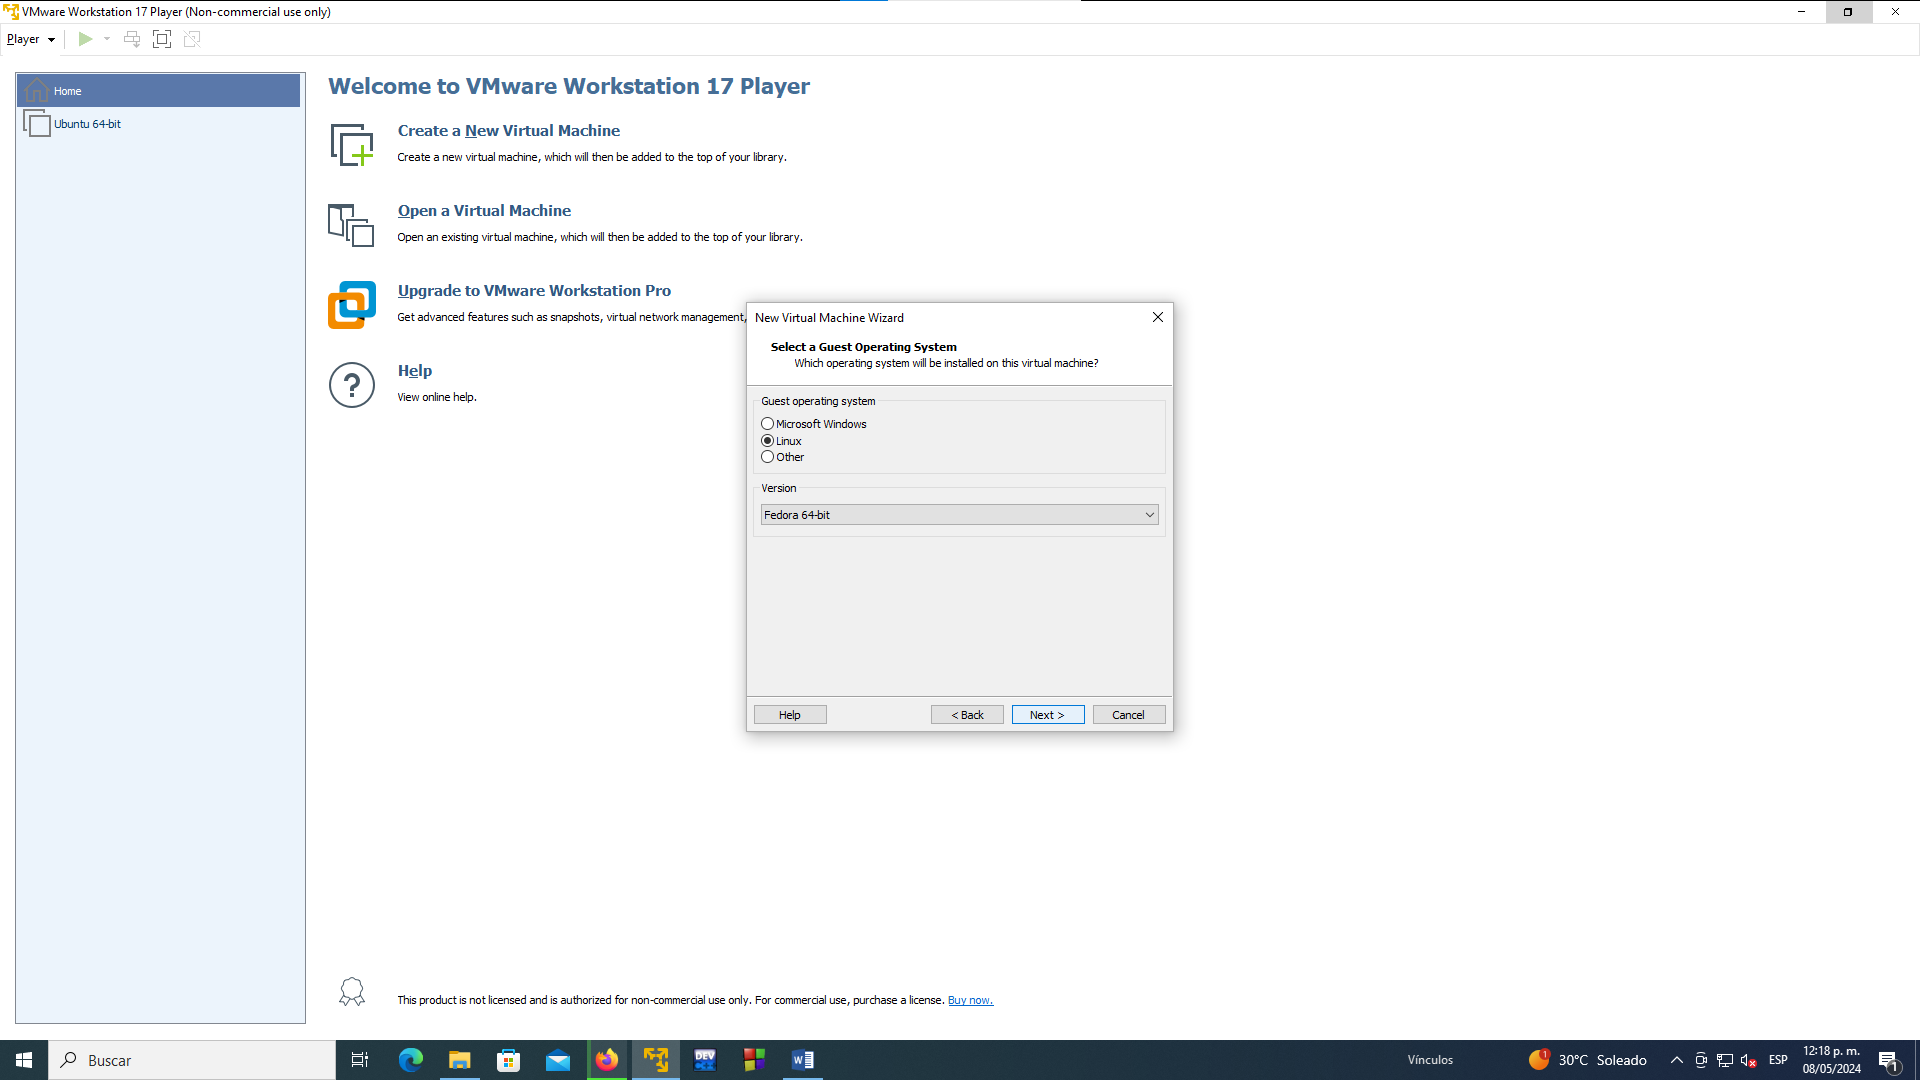 VMware Workstation 17 Player (Non-commercial use only)
Player
Home
Ubuntu 64-bit
Welcome to VMware Workstation 17 Player
Create a New Virtual Machine
Create a new virtual machine, which will then be added to the top of your library.
Open a Virtual Machine
Open an existing virtual machine, which will then be added to the top of your library.
Upgrade to VMware Workstation Pro
Get advanced features such as snapshots, virtual network management,
Help
View online help.
New Virtual Machine Wizard
Select a Guest Operating System
Which operating system will be installed on this virtual machine?
Guest operating system
Microsoft Windows
Linux
Other
Version
Fedora 64-bit
Help
< Back
Next >
Cancel
This product is not licensed and is authorized for non-commercial use only. For commercial use, purchase a license. Buy now.
Buscar
DEV
Vínculos
1
30°C Soleado
ESP
12:18 p. m.
08/05/2024
1